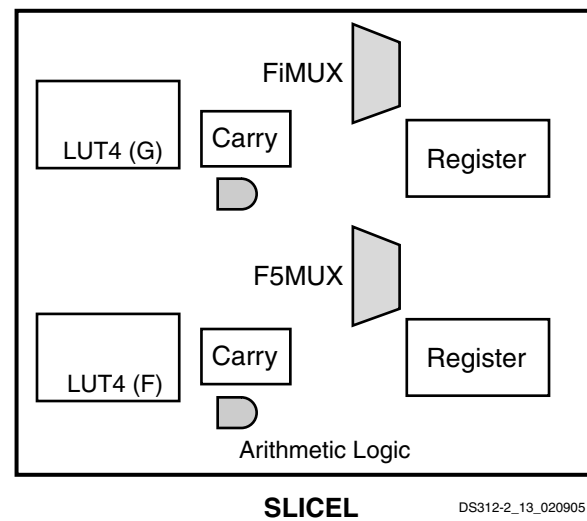 FiMUX
Carry
LUT4 (G)
Register
F5MUX
Carry
LUT4 (F)
Register
Arithmetic Logic
SLICEL
DS312-2_13_020905